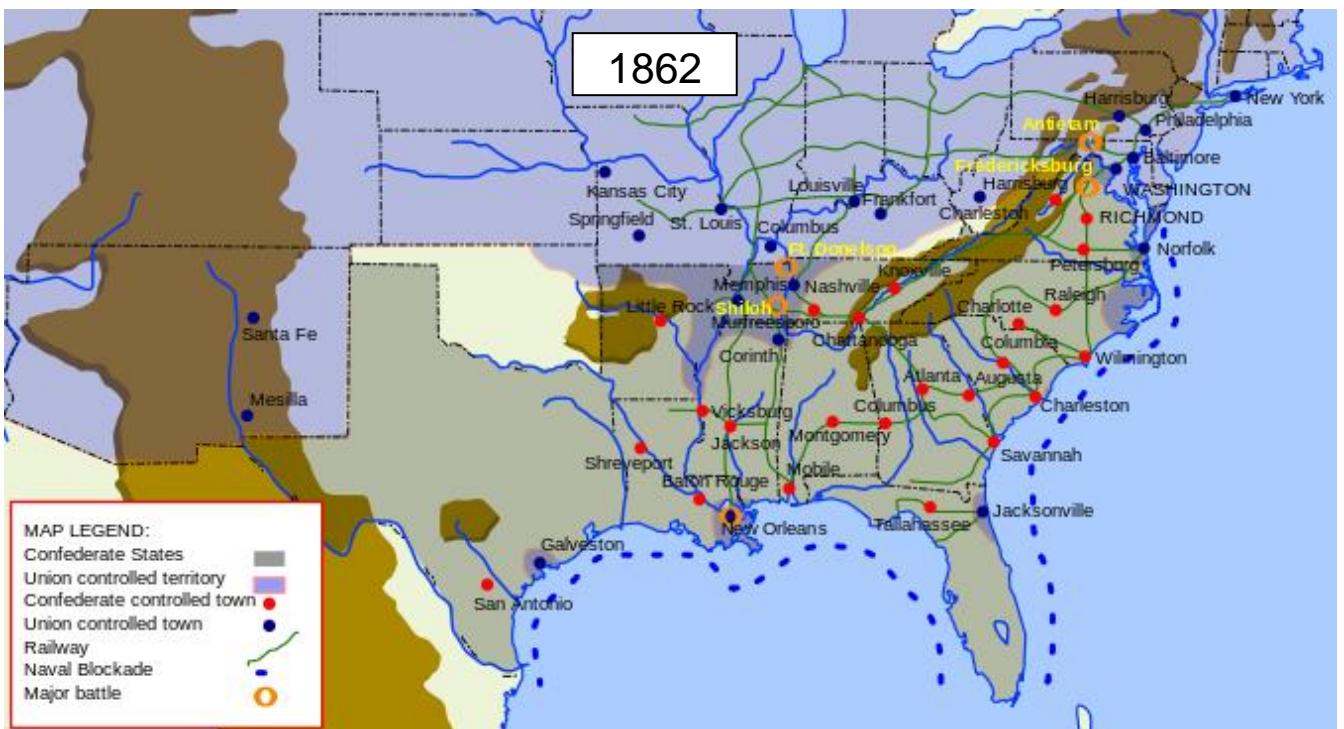 1862
Harrisburg
New York
Antietam
Philadelphia
Fredericksburg
Baltimore
Kansas City
Louisville
Harrisburg
WASHINGTON
Springfield
St. Louis
Frankfort
Charleston
RICHMOND
Columbus
Ft. Donelson
Norfolk
Petersburg
Knoxville
Memphis
Nashville
Raleigh
Little Rock
Shiloh
Charlotte
Santa Fe
Murfreesboro
Chattanooga
Columbia
Corinth
Wilmington
Atlanta
Augusta
Mesilla
Columbus
Charleston
Vicksburg
Jackson
Montgomery
Savannah
Shreveport
Baton Rouge
Mobile
New Orleans
Tallahassee
Jacksonville
Galveston
San Antonio
MAP LEGEND:
Confederate States
Union controlled territory
Confederate controlled town
Union controlled town
Railway
Naval Blockade
Major battle